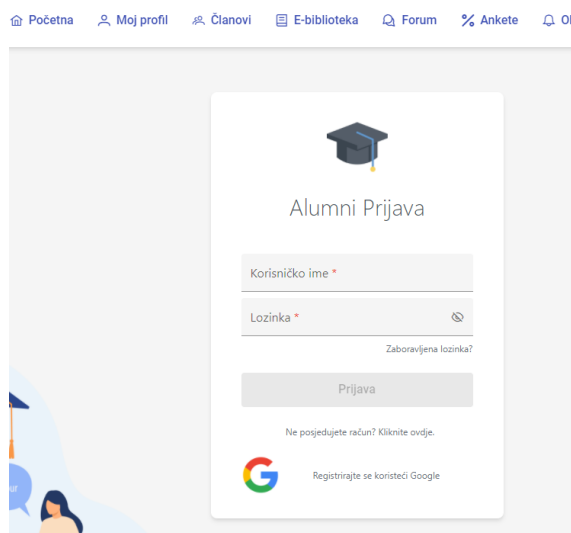 Početna Moj profil Članovi E-biblioteka Forum Ankete
Alumni Prijava
Korisničko ime *
Lozinka *
Zaboravljena lozinka?
Prijava
Ne posjedujete račun? Kliknite ovdje.
Registrirajte se koristeći Google